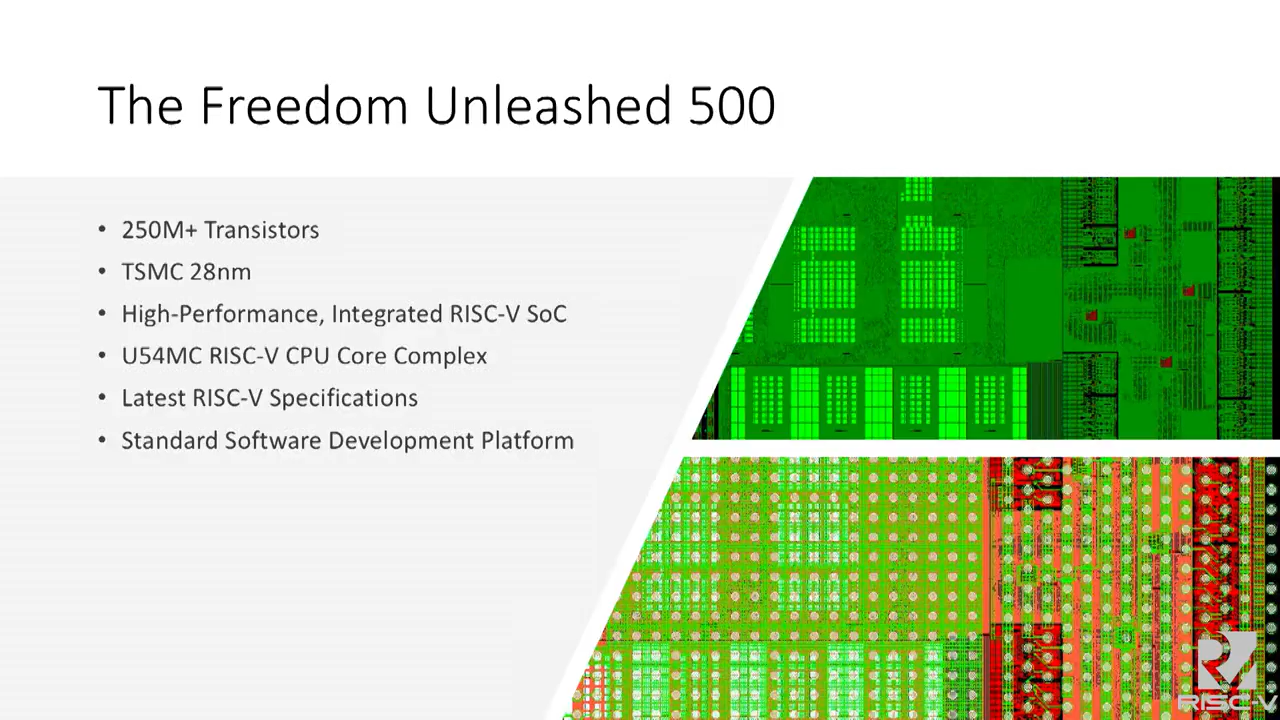 The Freedom Unleashed 500
• 250M+ Transistors
• TSMC 28nm
• High-Performance, Integrated RISC-V SoC
• U54MC RISC-V CPU Core Complex
• Latest RISC-V Specifications
• Standard Software Development Platform
RISC-V